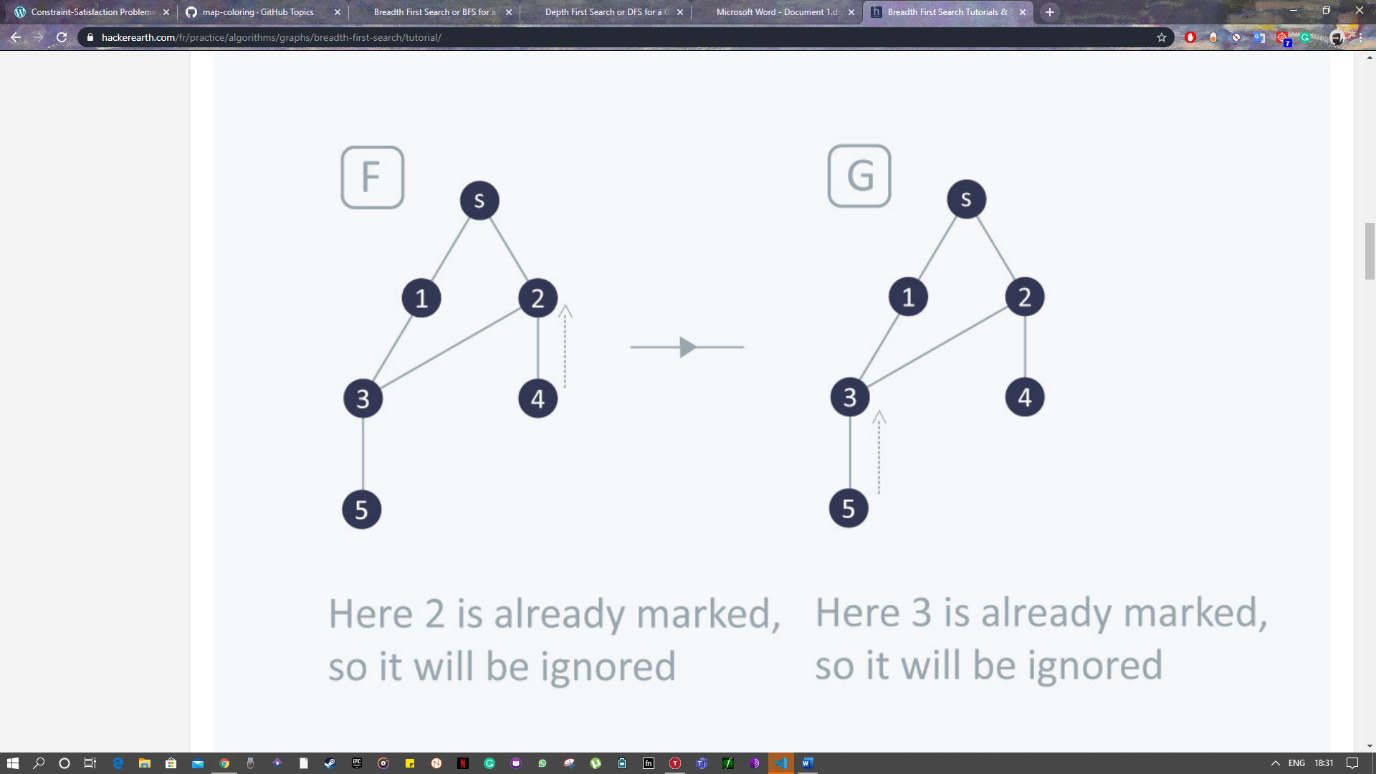 Constraint-Satisfaction Problems
map-coloring · GitHub Topics
Breadth First Search or BFS for a
Depth First Search or DFS for a G
Microsoft Word - Document 1.d
Breadth First Search Tutorials &
hackerearth.com/fr/practice/algorithms/graphs/breadth-first-search/tutorial/
7
F
G
S
S
1
2
1
2
3
4
3
4
5
5
Here 2 is already marked,
so it will be ignored
Here 3 is already marked,
so it will be ignored
ENG
18:31